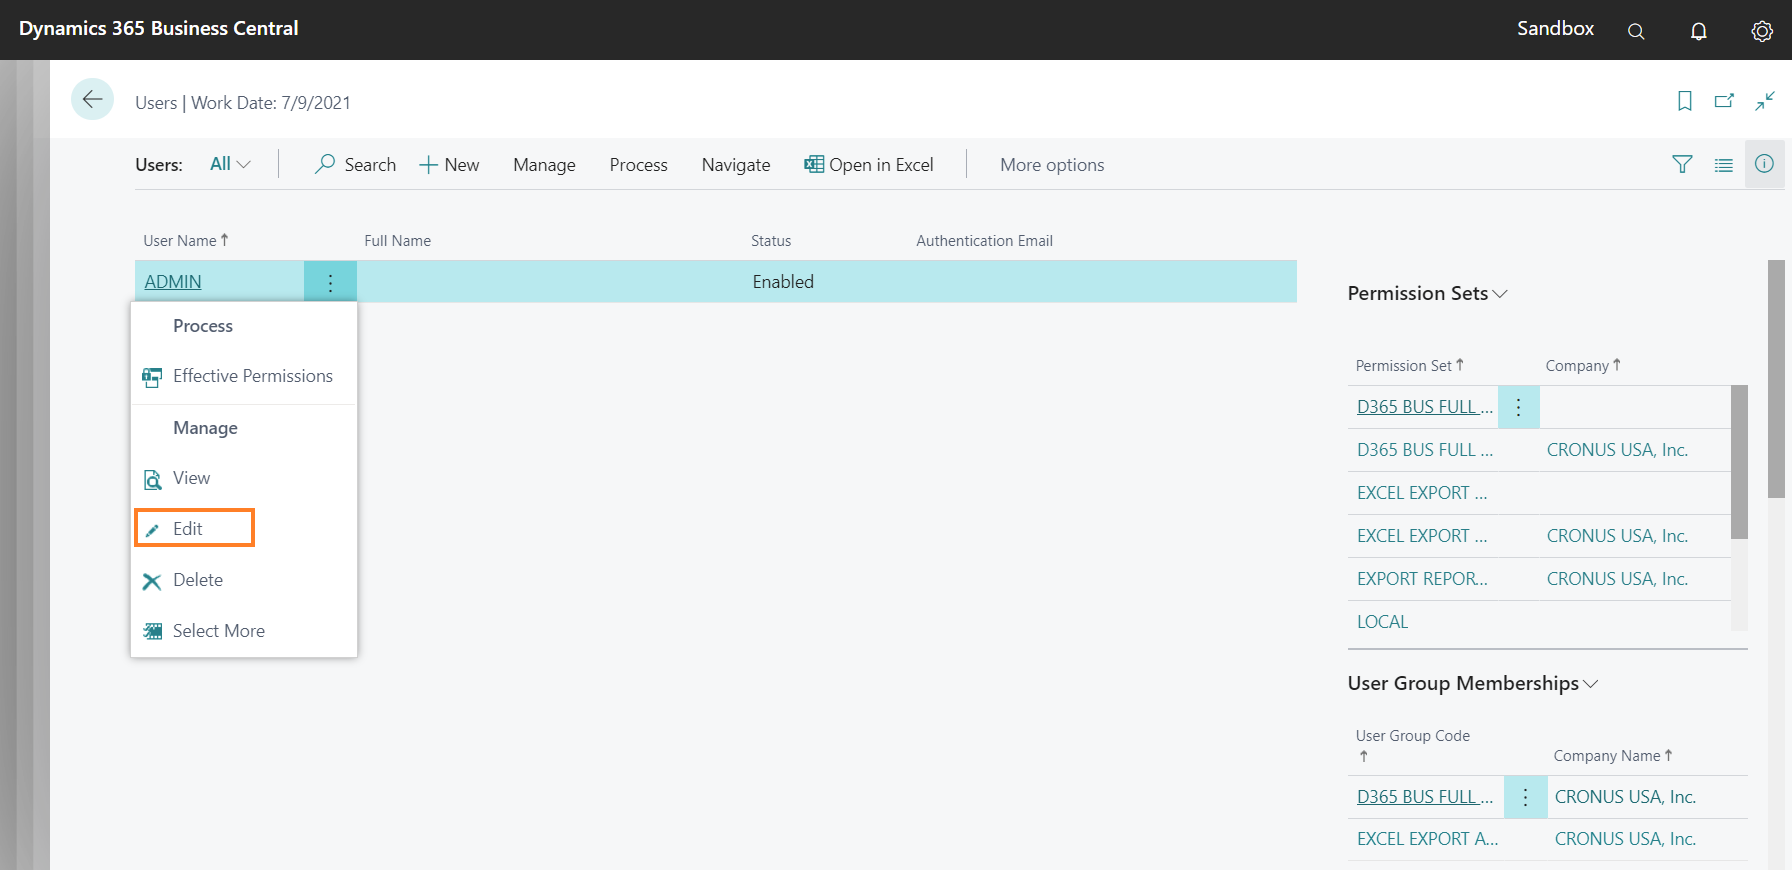 Dynamics 365 Business Central
Sandbox
Users | Work Date: 7/9/2021
Users: All Search New Manage Process Navigate Open in Excel More options
User Name↑ Full Name Status Authentication Email
ADMIN Enabled
Process
Effective Permissions
Manage
View
Edit
Delete
Select More
Permission Sets
Permission Set↑ Company↑
D365 BUS FULL ...
D365 BUS FULL ... CRONUS USA, Inc.
EXCEL EXPORT ...
EXCEL EXPORT ... CRONUS USA, Inc.
EXPORT REPOR... CRONUS USA, Inc.
LOCAL
User Group Memberships
User Group Code
↑ Company Name↑
D365 BUS FULL ... CRONUS USA, Inc.
EXCEL EXPORT A... CRONUS USA, Inc.